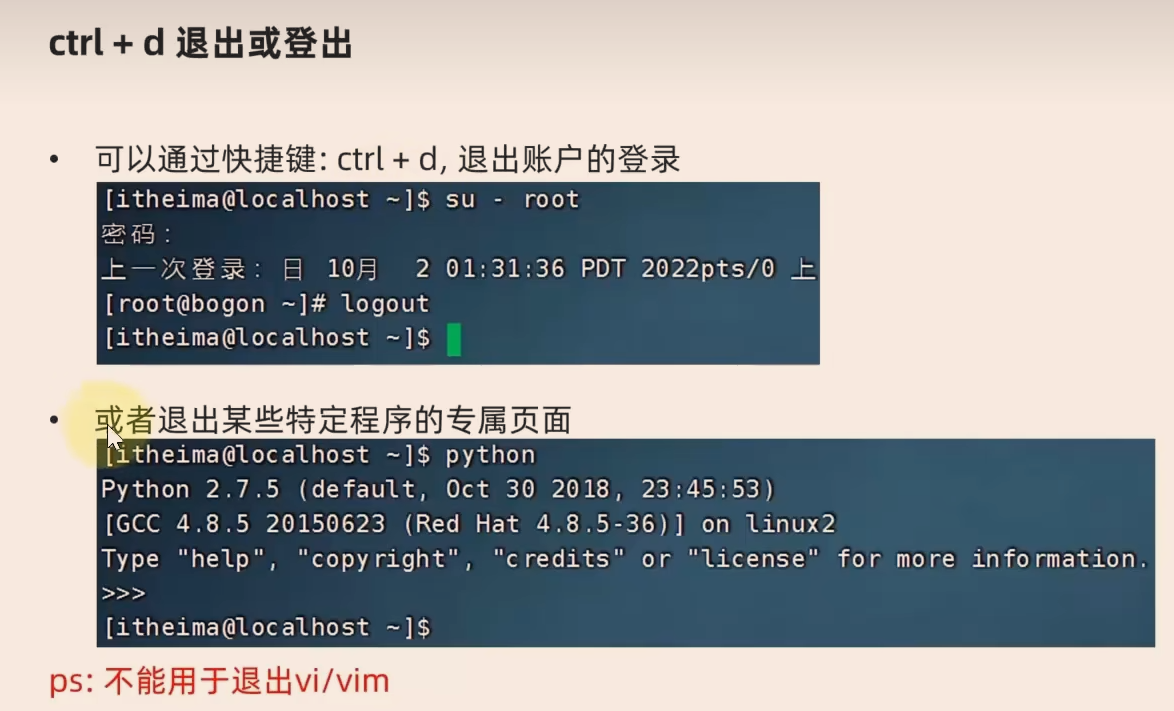 ctrl + d 退出或登出
• 可以通过快捷键: ctrl + d, 退出账户的登录
[itheima@localhost ~]$ su - root
密码：
上一次登录：日 10月  2 01:31:36 PDT 2022pts/0 上
[root@bogon ~]# logout
[itheima@localhost ~]$
• 或者退出某些特定程序的专属页面
[itheima@localhost ~]$ python
Python 2.7.5 (default, Oct 30 2018, 23:45:53)
[GCC 4.8.5 20150623 (Red Hat 4.8.5-36)] on linux2
Type "help", "copyright", "credits" or "license" for more information.
>>>
[itheima@localhost ~]$
ps: 不能用于退出vi/vim